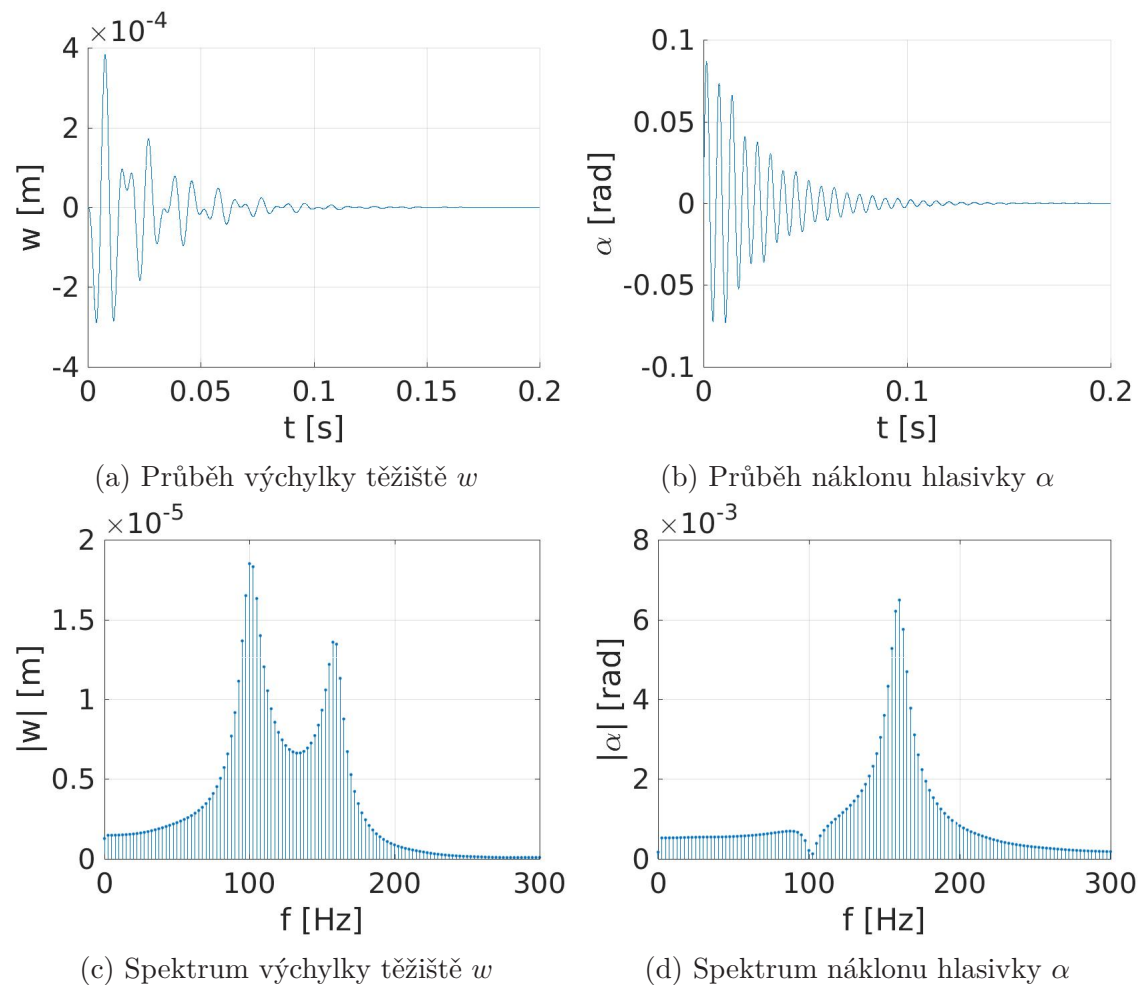 ×10⁻⁴
4
2
0
-2
-4
w [m]
0 0.05 0.1 0.15 0.2
t [s]
(a) Průběh výchylky těžiště w
0.1
0.05
0
-0.05
-0.1
α [rad]
0 0.1 0.2
t [s]
(b) Průběh náklonu hlasivky α
×10⁻⁵
2
1.5
1
0.5
0
|w| [m]
0 100 200 300
f [Hz]
(c) Spektrum výchylky těžiště w
×10⁻³
8
6
4
2
0
|α| [rad]
0 100 200 300
f [Hz]
(d) Spektrum náklonu hlasivky α